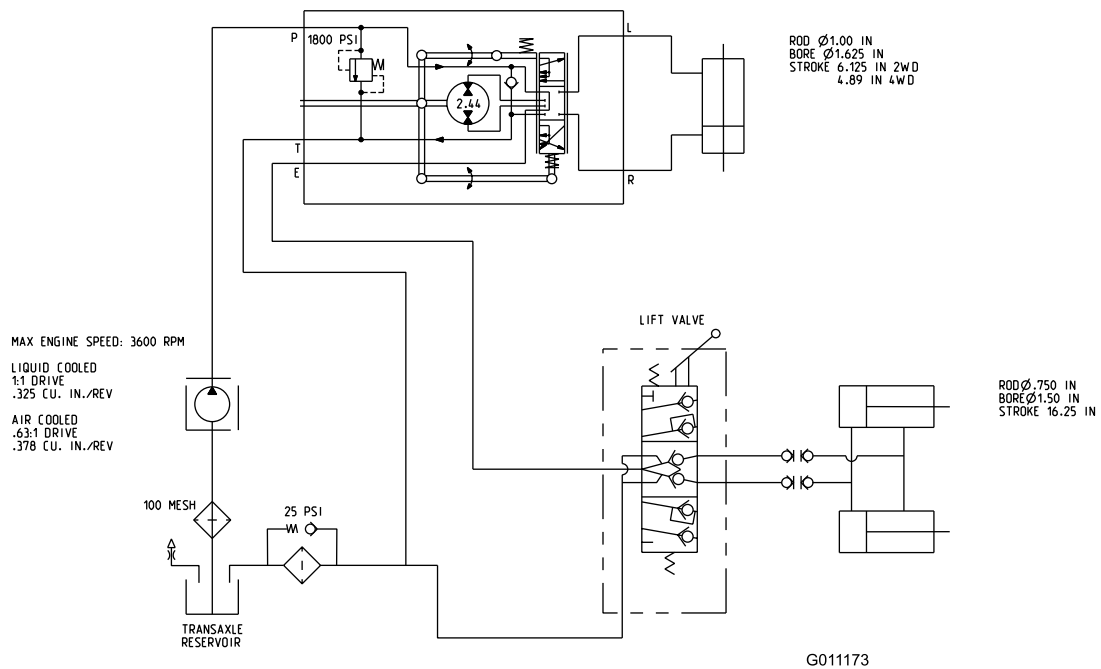 P
1800 PSI
L
ROD Ø1.00 IN
BORE Ø1.625 IN
STROKE 6.125 IN 2WD
4.89 IN 4WD
2.44
T
E
R
LIFT VALVE
MAX ENGINE SPEED: 3600 RPM
LIQUID COOLED
1:1 DRIVE
.325 CU. IN./REV
AIR COOLED
.63:1 DRIVE
.378 CU. IN./REV
RODØ.750 IN
BOREØ1.50 IN
STROKE 16.25 IN
100 MESH
25 PSI
TRANSAXLE
RESERVOIR
G011173